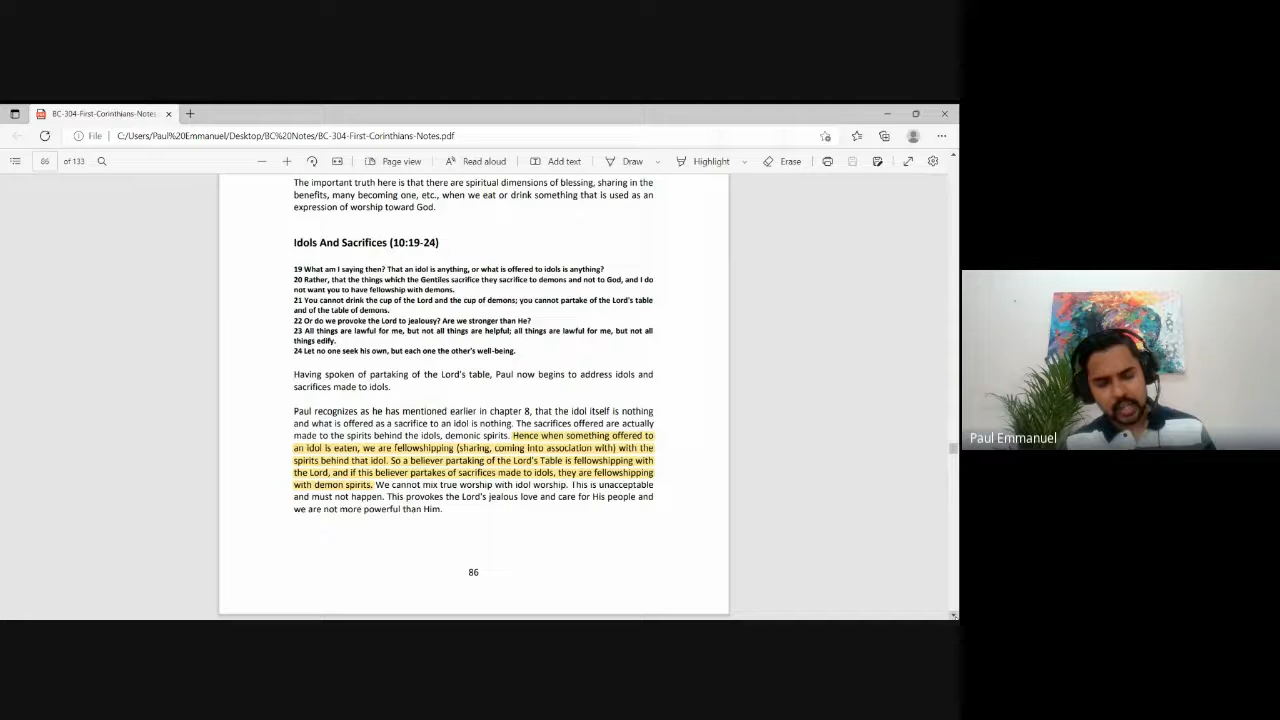 BC-304-First-Corinthians-Notes
File
C:/Users/Paul%20Emmanuel/Desktop/BC%20Notes/BC-304-First-Corinthians-Notes.pdf
86 of 133
Page view
Read aloud
Add text
Draw
Highlight
Erase
The important truth here is that there are spiritual dimensions of blessing, sharing in the
benefits, many becoming one, etc., when we eat or drink something that is used as an
expression of worship toward God.
Idols And Sacrifices (10:19-24)
19 What am I saying then? That an idol is anything, or what is offered to idols is anything?
20 Rather, that the things which the Gentiles sacrifice they sacrifice to demons and not to God, and I do
not want you to have fellowship with demons.
21 You cannot drink the cup of the Lord and the cup of demons; you cannot partake of the Lord's table
and of the table of demons.
22 Or do we provoke the Lord to jealousy? Are we stronger than He?
23 All things are lawful for me, but not all things are helpful; all things are lawful for me, but not all
things edify.
24 Let no one seek his own, but each one the other's well-being.
Having spoken of partaking of the Lord's table, Paul now begins to address idols and
sacrifices made to idols.
Paul recognizes as he has mentioned earlier in chapter 8, that the idol itself is nothing
and what is offered as a sacrifice to an idol is nothing. The sacrifices offered are actually
made to the spirits behind the idols, demonic spirits. Hence when something offered to
an idol is eaten, we are fellowshipping (sharing, coming into association with) with the
spirits behind that idol. So a believer partaking of the Lord's Table is fellowshipping with
the Lord, and if this believer partakes of sacrifices made to idols, they are fellowshipping
with demon spirits. We cannot mix true worship with idol worship. This is unacceptable
and must not happen. This provokes the Lord's jealous love and care for His people and
we are not more powerful than Him.
86
Paul Emmanuel